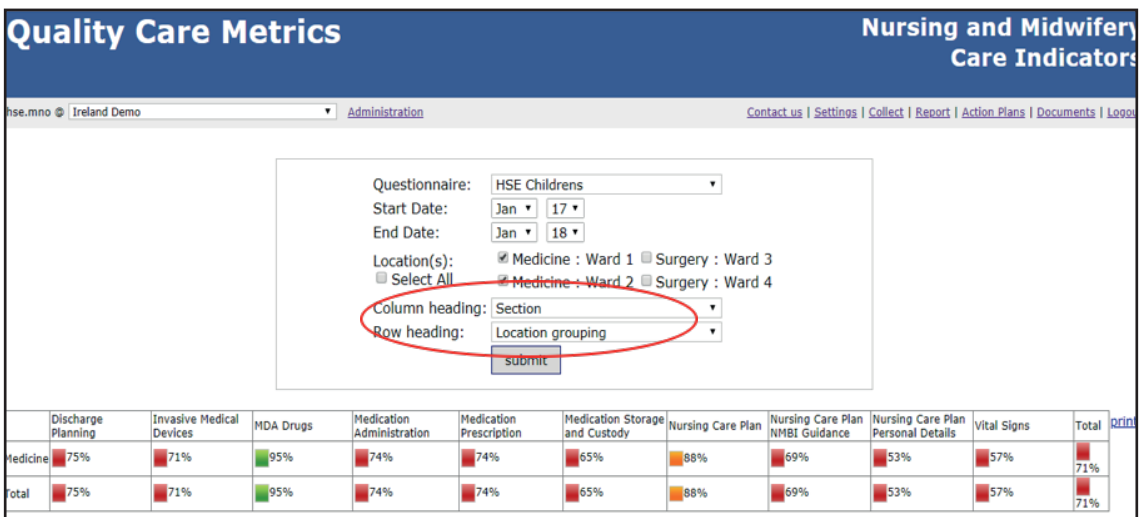 Quality Care Metrics
Nursing and Midwifery
Care Indicators
hse.mno @ Ireland Demo Administration Contact us | Settings | Collect | Report | Action Plans | Documents | Logou
Questionnaire: HSE Childrens
Start Date: Jan 17
End Date: Jan 18
Location(s): Medicine : Ward 1 Surgery : Ward 3
Select All Medicine : Ward 2 Surgery : Ward 4
Column heading: Section
Row heading: Location grouping
submit
Discharge Planning Invasive Medical Devices MDA Drugs Medication Administration Medication Prescription Medication Storage and Custody Nursing Care Plan Nursing Care Plan NMBI Guidance Nursing Care Plan Personal Details Vital Signs Total print
Medicine 75% 71% 95% 74% 74% 65% 88% 69% 53% 57% 71%
Total 75% 71% 95% 74% 74% 65% 88% 69% 53% 57% 71%